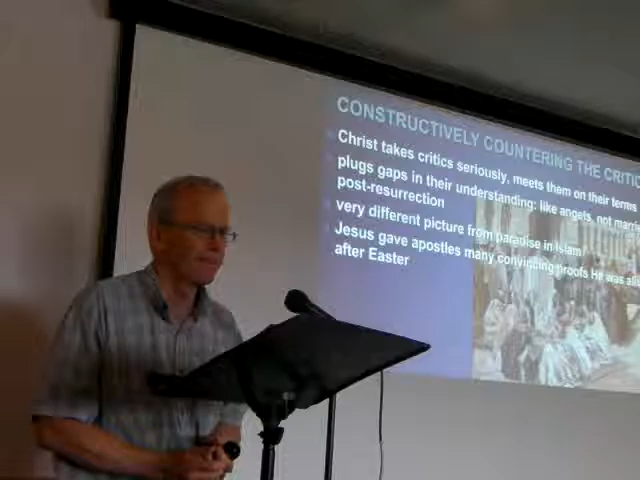 CONSTRUCTIVELY COUNTERING THE CRITIC
Christ takes critics seriously, meets them on their terms
plugs gaps in their understanding: like angels, not marrie
post-resurrection
very different picture from paradise in Islam
Jesus gave apostles many convincing proofs He was ali
after Easter